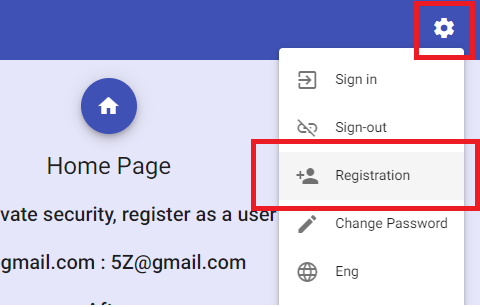 Sign in
Sign-out
Home Page
Registration
vate security, register as a user
Change Password
gmail.com : 5Z@gmail.com
Eng